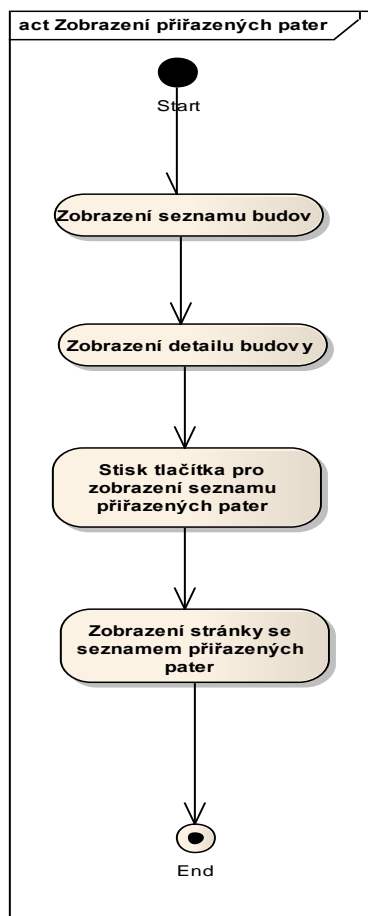 act Zobrazení přiřazených pater
Start
Zobrazení seznamu budov
Zobrazení detailu budovy
Stisk tlačítka pro
zobrazení seznamu
přiřazených pater
Zobrazení stránky se
seznamem přiřazených
pater
End